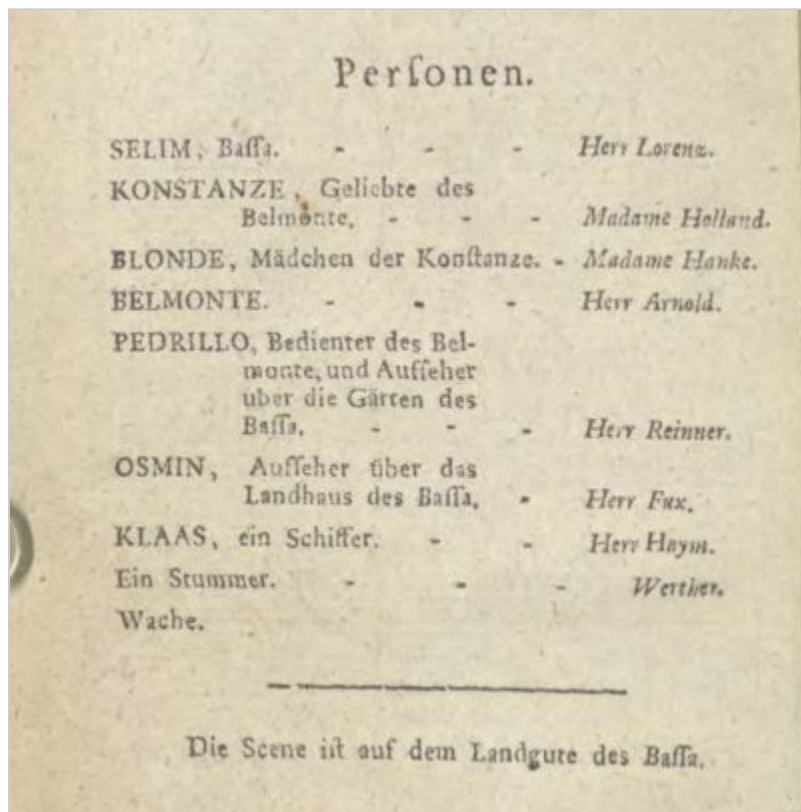 Perſonen.
SELIM, Baſſa. - - - Herr Lorenz.
KONSTANZE, Geliebte des
Belmonte. - - - Madame Holland.
BLONDE, Mädchen der Konſtanze. - Madame Hanke.
BELMONTE. - - - Herr Arnold.
PEDRILLO, Bedienter des Bel-
monte, und Aufſeher
über die Gärten des
Baſſa. - - - Herr Reinner.
OSMIN, Aufſeher über das
Landhaus des Baſſa. - Herr Fux.
KLAAS, ein Schiffer. - - Herr Haym.
Ein Stummer. - - - Werther.
Wache.
Die Scene iſt auf dem Landgute des Baſſa.